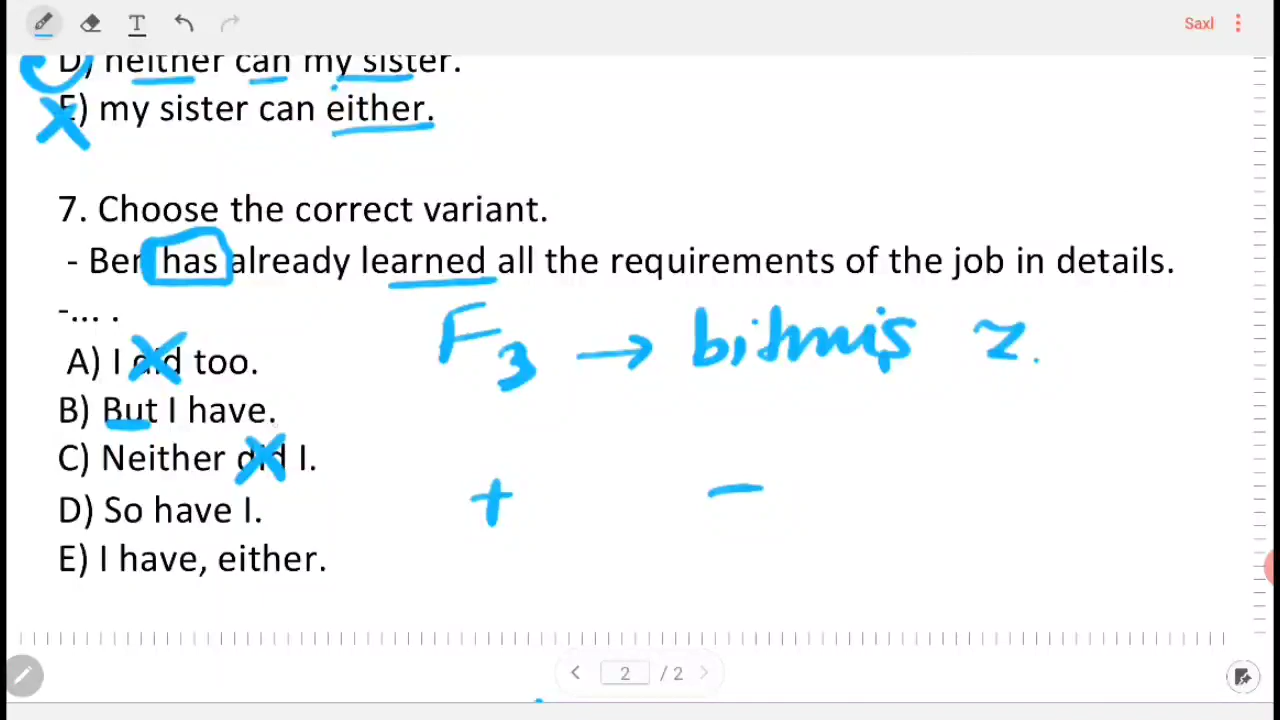 Saxl
D) neither can my sister.
E) my sister can either.
7. Choose the correct variant.
- Ben has already learned all the requirements of the job in details.
-... .
F3 → bitmiş z.
A) I did too.
B) But I have.
C) Neither did I.
D) So have I.
+ −
E) I have, either.
2 / 2